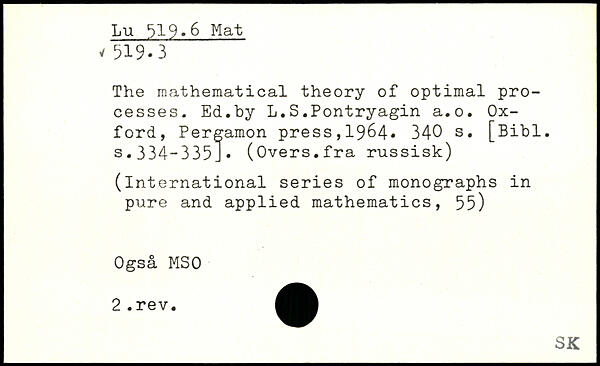 Lu 519.6 Mat
✓ 519.3
The mathematical theory of optimal pro-
cesses. Ed.by L.S.Pontryagin a.o. Ox-
ford, Pergamon press,1964. 340 s. [Bibl.
s.334-335]. (Overs.fra russisk)
(International series of monographs in
pure and applied mathematics, 55)
Også MSO
2.rev.
SK